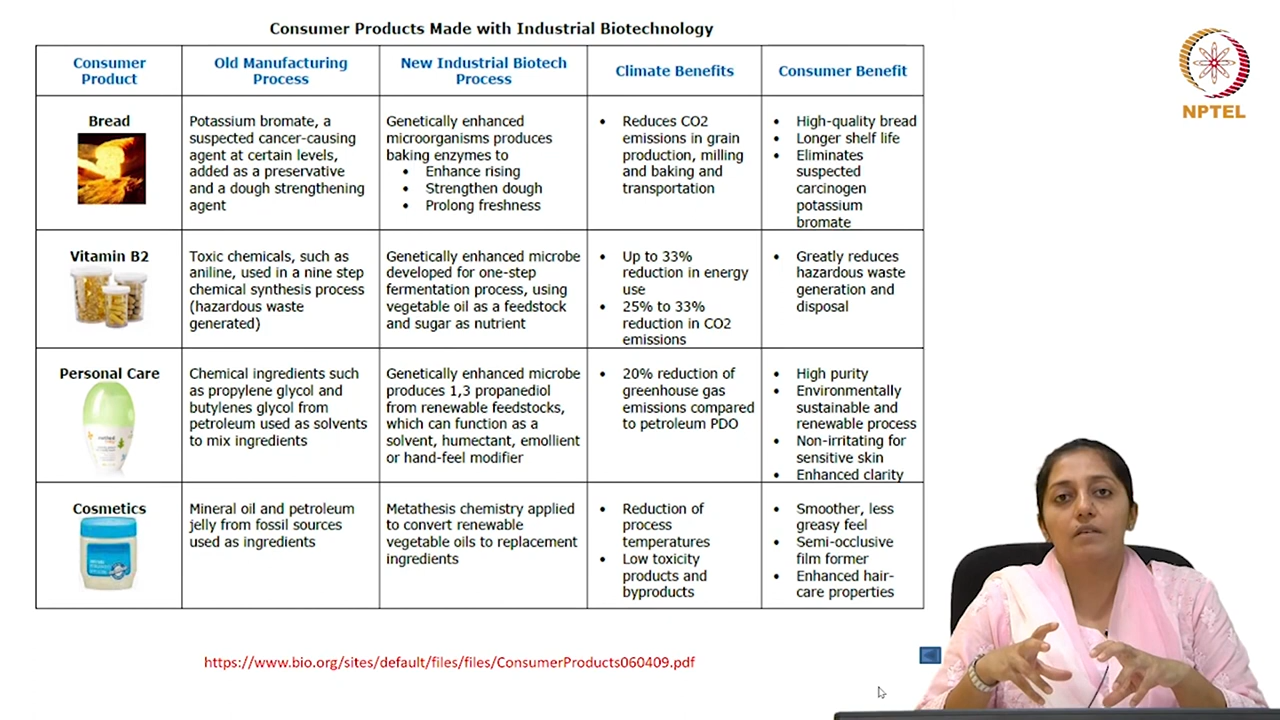 Consumer Products Made with Industrial Biotechnology
Consumer
Product
Old Manufacturing
Process
New Industrial Biotech
Process
Climate Benefits
Consumer Benefit
Bread
Potassium bromate, a
suspected cancer-causing
agent at certain levels,
added as a preservative
and a dough strengthening
agent
Genetically enhanced
microorganisms produces
baking enzymes to
• Enhance rising
• Strengthen dough
• Prolong freshness
• Reduces CO2
emissions in grain
production, milling
and baking and
transportation
• High-quality bread
• Longer shelf life
• Eliminates
suspected
carcinogen
potassium
bromate
Vitamin B2
Toxic chemicals, such as
aniline, used in a nine step
chemical synthesis process
(hazardous waste
generated)
Genetically enhanced microbe
developed for one-step
fermentation process, using
vegetable oil as a feedstock
and sugar as nutrient
• Up to 33%
reduction in energy
use
• 25% to 33%
reduction in CO2
emissions
• Greatly reduces
hazardous waste
generation and
disposal
Personal Care
Chemical ingredients such
as propylene glycol and
butylenes glycol from
petroleum used as solvents
to mix ingredients
Genetically enhanced microbe
produces 1,3 propanediol
from renewable feedstocks,
which can function as a
solvent, humectant, emollient
or hand-feel modifier
• 20% reduction of
greenhouse gas
emissions compared
to petroleum PDO
• High purity
• Environmentally
sustainable and
renewable process
• Non-irritating for
sensitive skin
• Enhanced clarity
Cosmetics
Mineral oil and petroleum
jelly from fossil sources
used as ingredients
Metathesis chemistry applied
to convert renewable
vegetable oils to replacement
ingredients
• Reduction of
process
temperatures
• Low toxicity
products and
byproducts
• Smoother, less
greasy feel
• Semi-occlusive
film former
• Enhanced hair-
care properties
https://www.bio.org/sites/default/files/files/ConsumerProducts060409.pdf
NPTEL